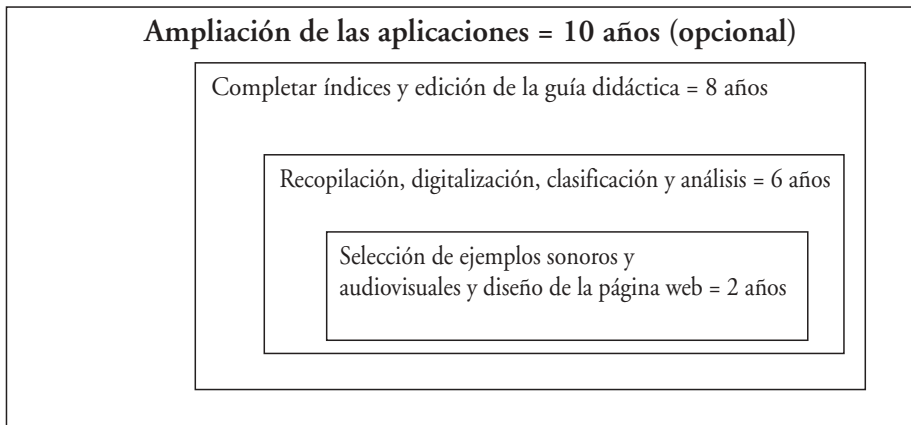 Ampliación de las aplicaciones = 10 años (opcional)
Completar índices y edición de la guía didáctica = 8 años
Recopilación, digitalización, clasificación y análisis = 6 años
Selección de ejemplos sonoros y
audiovisuales y diseño de la página web = 2 años